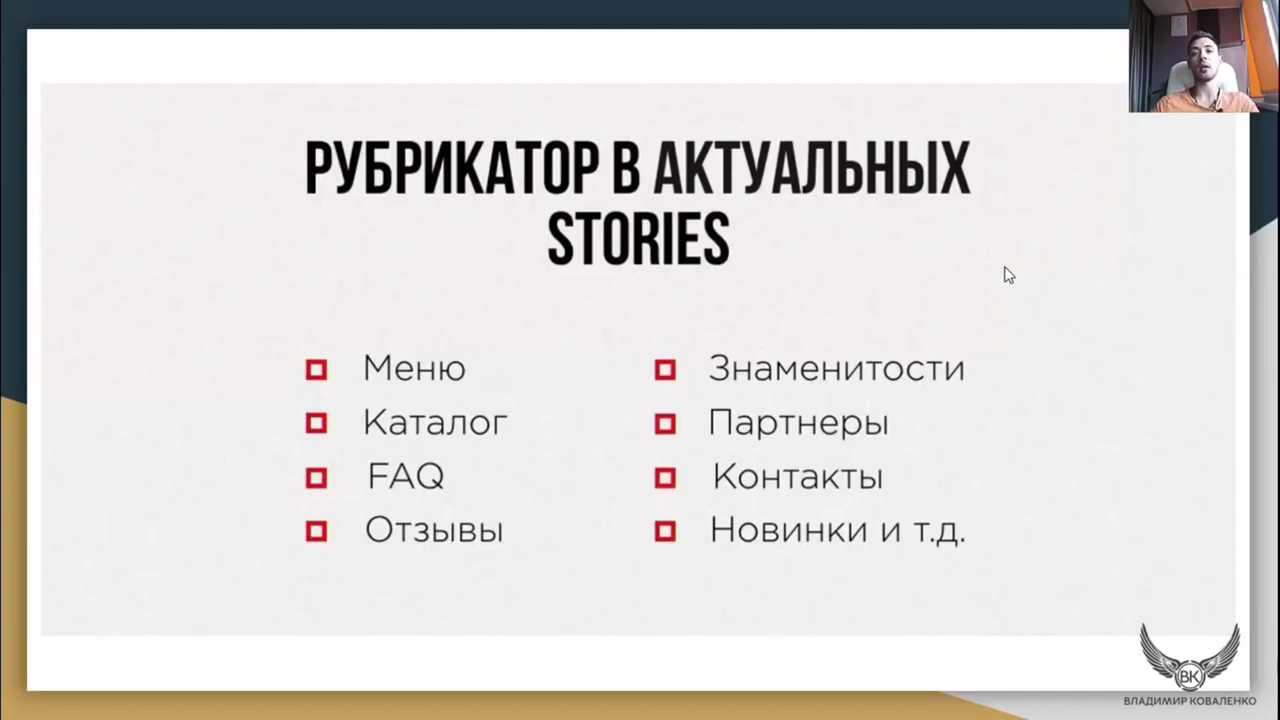 РУБРИКАТОР В АКТУАЛЬНЫХ
STORIES
Меню
Каталог
FAQ
Отзывы
Знаменитости
Партнеры
Контакты
Новинки и т.д.
ВК
ВЛАДИМИР КОВАЛЕНКО